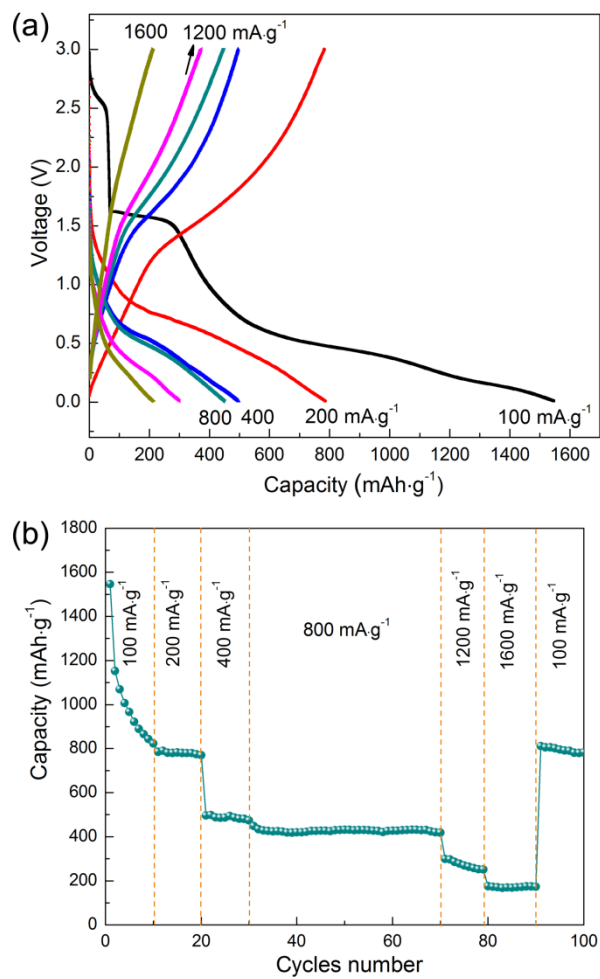 (a)
1600 1200 mA·g⁻¹
3.0
2.5
2.0
1.5
1.0
0.5
0.0
Voltage (V)
800 400 200 mA·g⁻¹ 100 mA·g⁻¹
0 200 400 600 800 1000 1200 1400 1600
Capacity (mAh·g⁻¹)
(b)
1800
1600
1400
1200
1000
800
600
400
200
0
Capacity (mAh·g⁻¹)
100 mA·g⁻¹
200 mA·g⁻¹
400 mA·g⁻¹
800 mA·g⁻¹
1200 mA·g⁻¹
1600 mA·g⁻¹
100 mA·g⁻¹
0 20 40 60 80 100
Cycles number